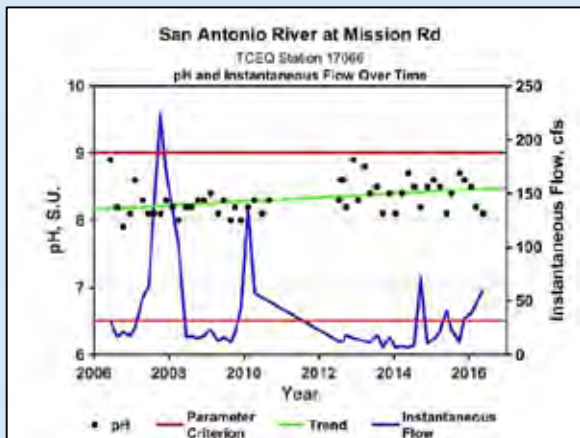 San Antonio River at Mission Rd
TCEQ Station 17066
pH and Instantaneous Flow Over Time
pH, S.U.
10
9
8
7
6
Instantaneous Flow, cfs
250
200
150
100
50
0
2006 2008 2010 2012 2014 2016
Year
pH Parameter Criterion Trend Instantaneous Flow